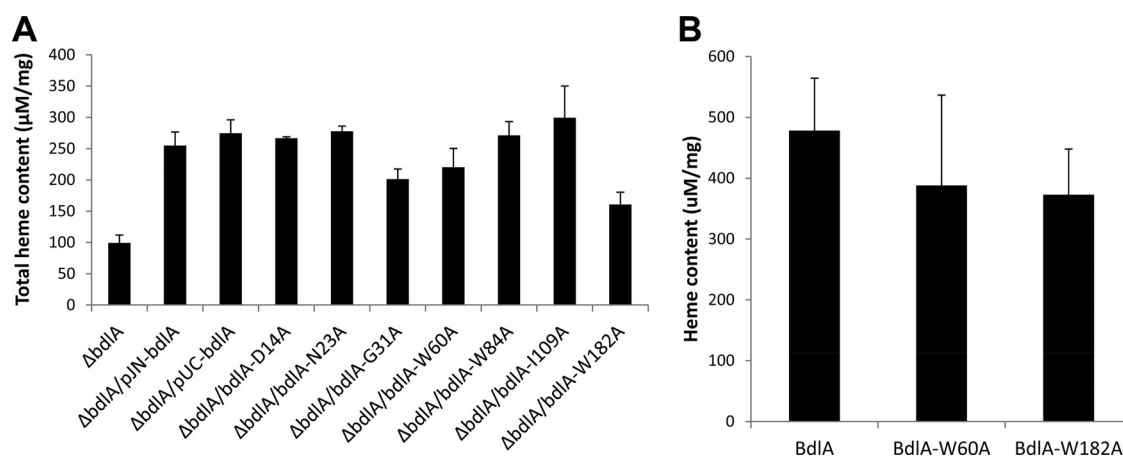 A
Total heme content (µM/mg)
400
350
300
250
200
150
100
50
0
ΔbdlA
ΔbdlA/pJN-bdlA
ΔbdlA/pUC-bdlA
ΔbdlA/bdlA-D14A
ΔbdlA/bdlA-N23A
ΔbdlA/bdlA-G31A
ΔbdlA/bdlA-W60A
ΔbdlA/bdlA-W84A
ΔbdlA/bdlA-I109A
ΔbdlA/bdlA-W182A
B
Heme content (uM/mg)
600
500
400
300
400
100
0
BdlA
BdlA-W60A
BdlA-W182A